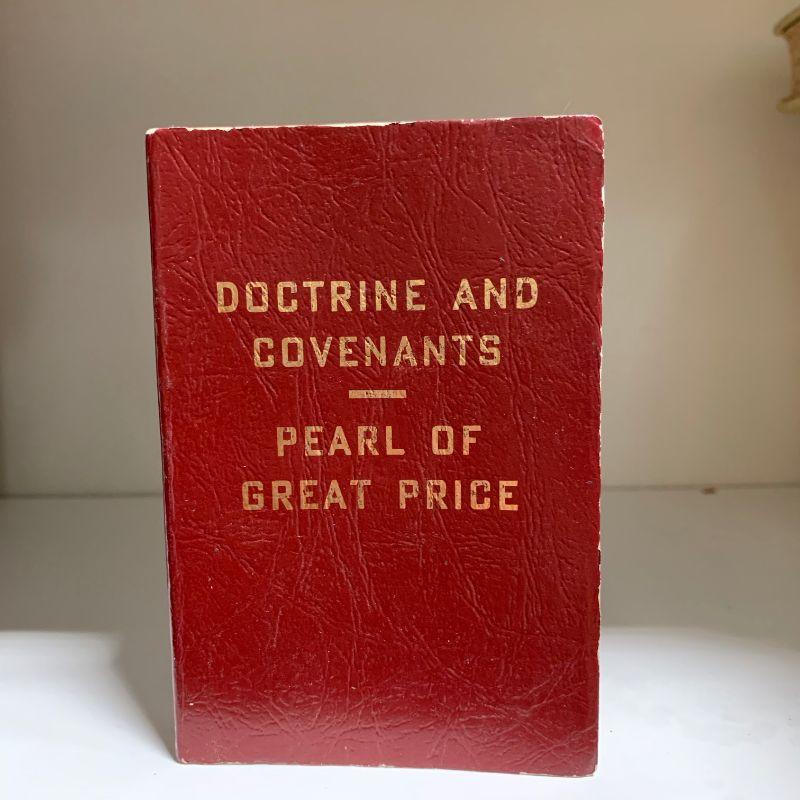 DOCTRINE AND
COVENANTS
PEARL OF
GREAT PRICE